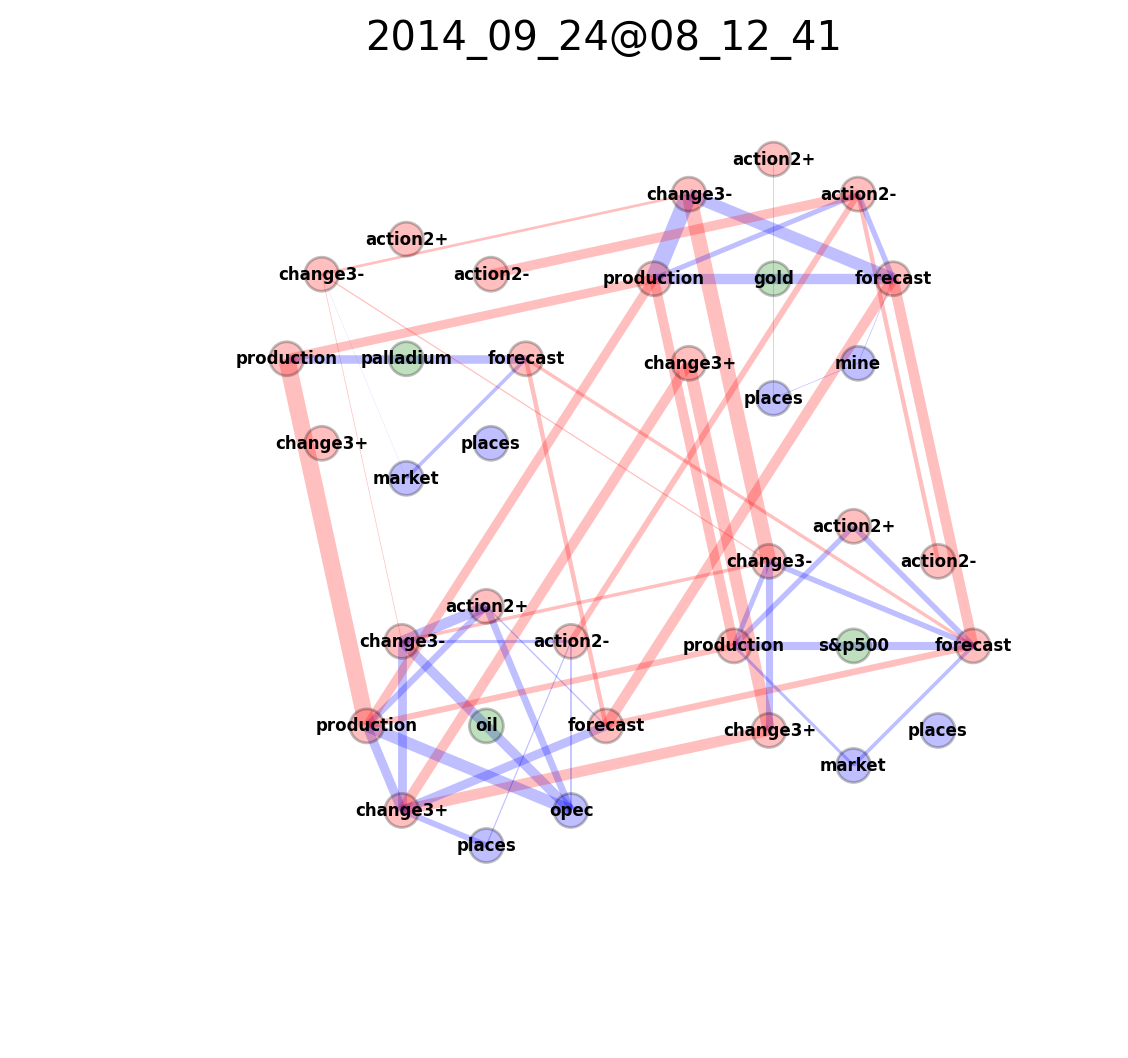 2014_09_24@08_12_41
action2+
change3-
action2-
production
gold
forecast
change3+
mine
places
action2+
change3-
action2-
production
palladium
forecast
change3+
places
market
action2+
change3-
action2-
production
s&p500
forecast
change3+
places
market
action2+
change3-
action2-
production
oil
forecast
change3+
opec
places